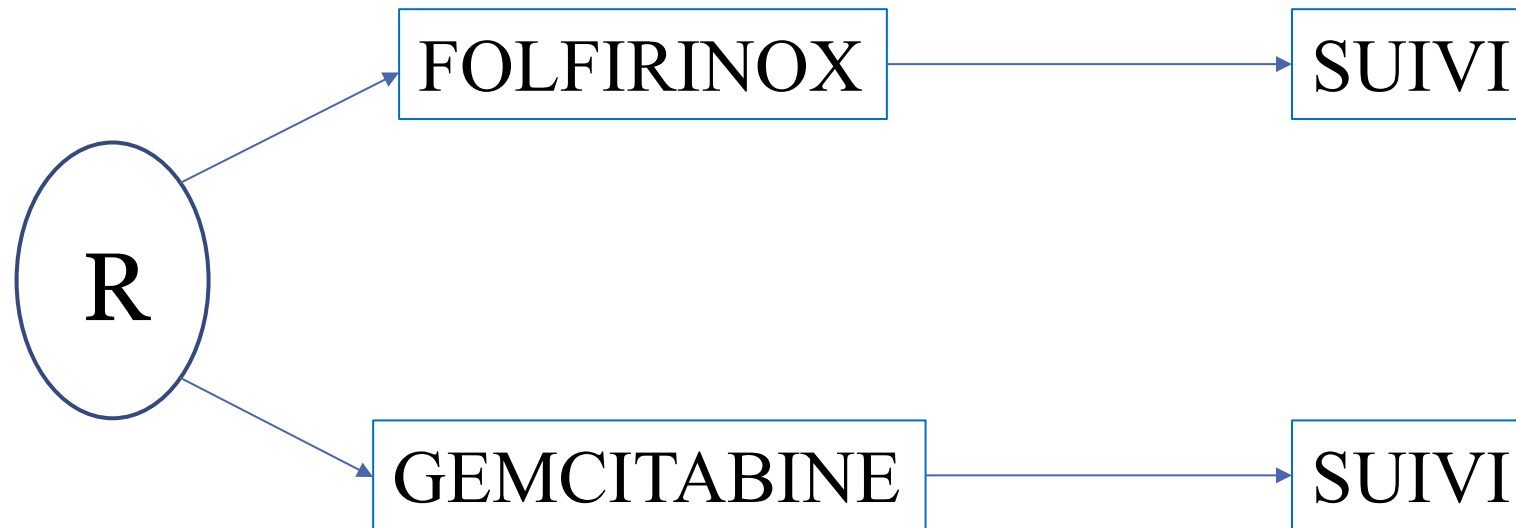 FOLFIRINOX
SUIVI
R
GEMCITABINE
SUIVI